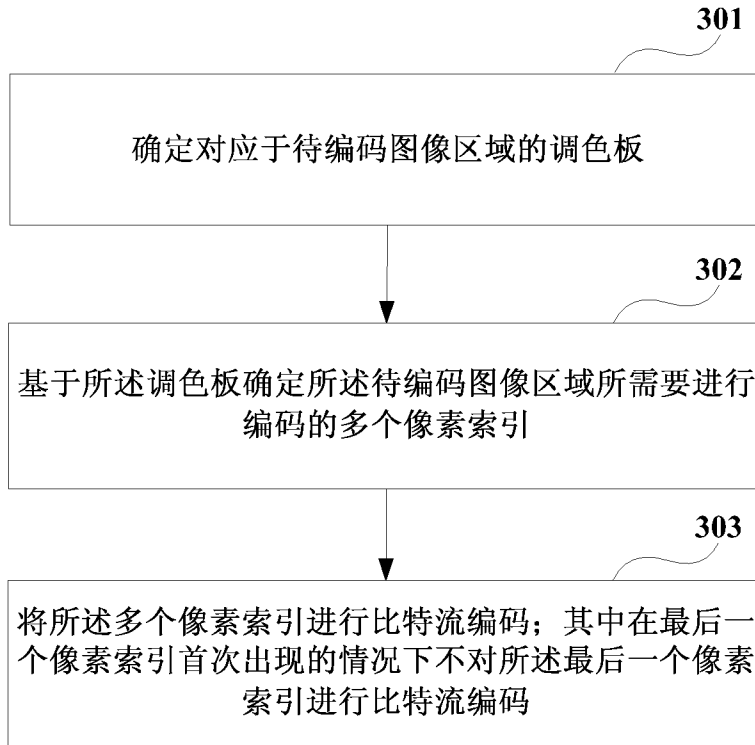 301
确定对应于待编码图像区域的调色板
302
基于所述调色板确定所述待编码图像区域所需要进行
编码的多个像素索引
303
将所述多个像素索引进行比特流编码；其中在最后一
个像素索引首次出现的情况下不对所述最后一个像素
索引进行比特流编码